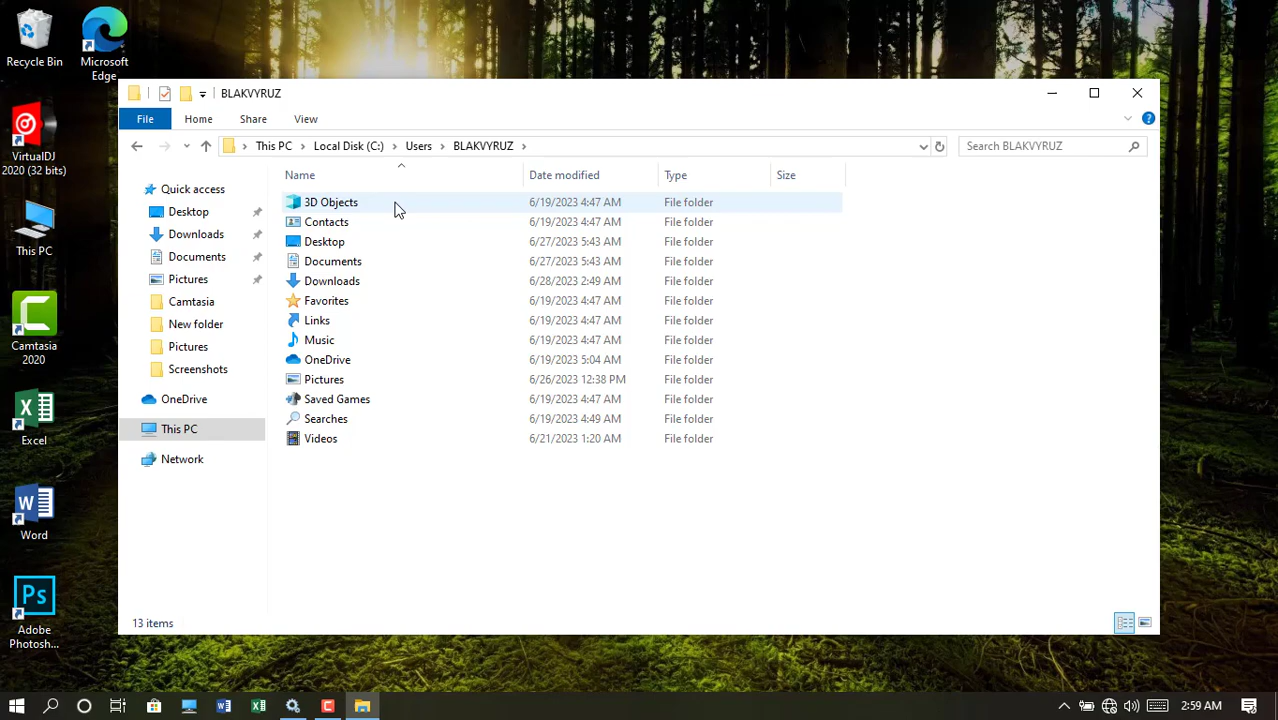 Recycle Bin
Microsoft
Edge
VirtualDJ
2020 (32 bits)
This PC
Camtasia
2020
Excel
Word
Ps
Adobe
Photosh...
BLAKVYRUZ
File Home Share View
This PC Local Disk (C:) Users BLAKVYRUZ
Search BLAKVYRUZ
Quick access
Desktop
Downloads
Documents
Pictures
Camtasia
New folder
Pictures
Screenshots
OneDrive
This PC
Network
Name Date modified Type Size
3D Objects 6/19/2023 4:47 AM File folder
Contacts 6/19/2023 4:47 AM File folder
Desktop 6/27/2023 5:43 AM File folder
Documents 6/27/2023 5:43 AM File folder
Downloads 6/28/2023 2:49 AM File folder
Favorites 6/19/2023 4:47 AM File folder
Links 6/19/2023 4:47 AM File folder
Music 6/19/2023 4:47 AM File folder
OneDrive 6/19/2023 5:04 AM File folder
Pictures 6/26/2023 12:38 PM File folder
Saved Games 6/19/2023 4:47 AM File folder
Searches 6/19/2023 4:49 AM File folder
Videos 6/21/2023 1:20 AM File folder
13 items
2:59 AM